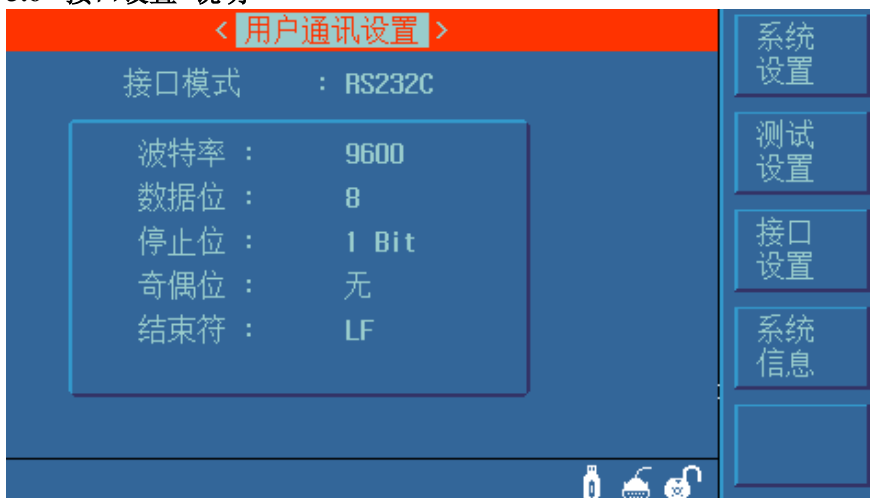 < 用户通讯设置 >
接口模式 : RS232C
波特率 : 9600
数据位 : 8
停止位 : 1 Bit
奇偶位 : 无
结束符 : LF
系统
设置
测试
设置
接口
设置
系统
信息